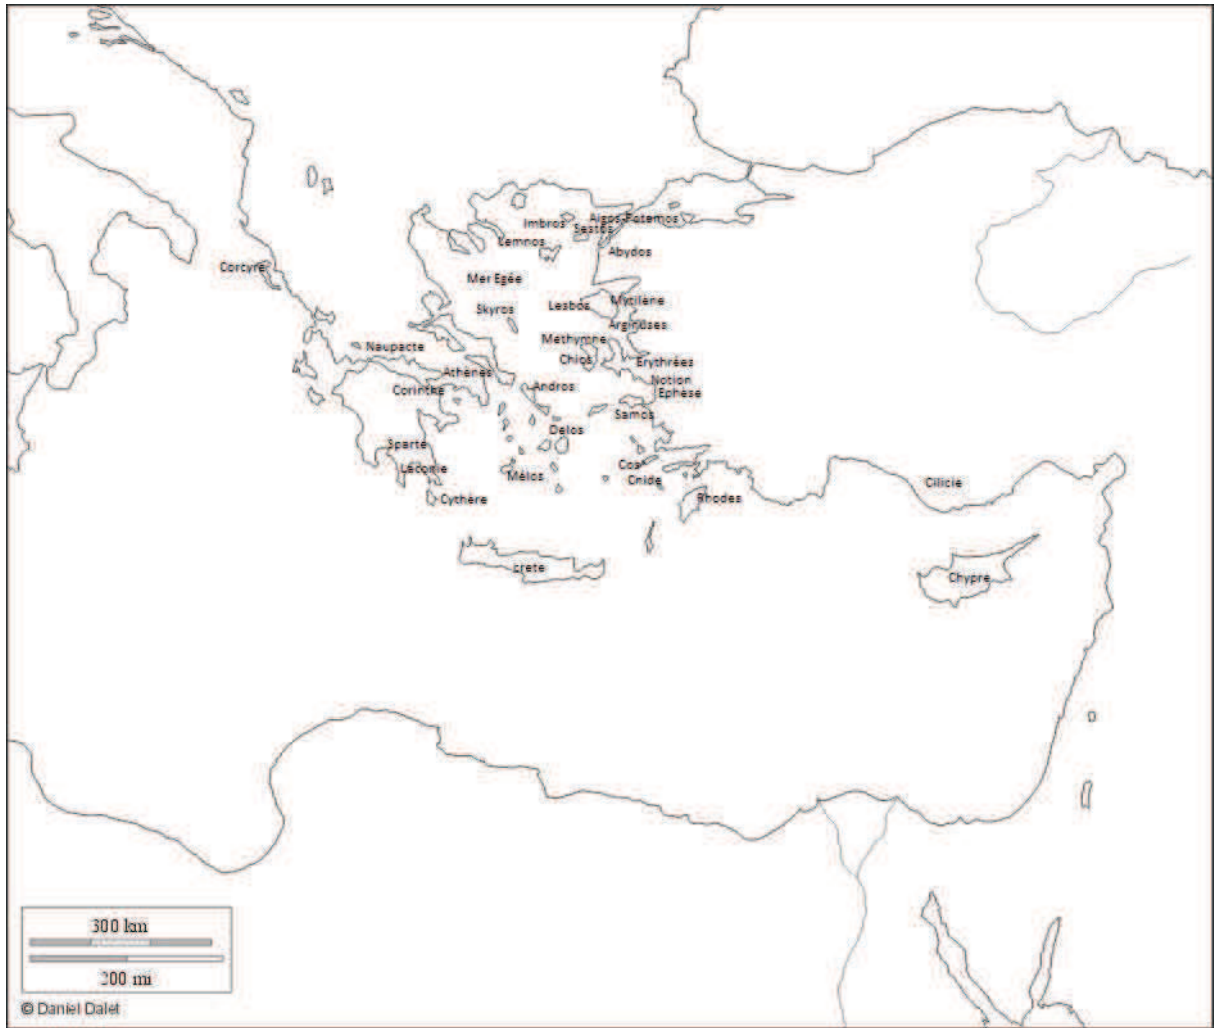 Imbros
Aigos Potamos
Sestos
Lemnos
Abydos
Corcyre
Mer Egée
Skyros
Lesbos
Mytilène
Arginuses
Méthymne
Naupacte
Chios
Erythrées
Athènes
Notion
Corinthe
Andros
Ephèse
Samos
Délos
Sparte
Cos
Laconie
Mélos
Cnide
Cilicie
Cythère
Rhodes
crete
Chypre
300 km
200 mi
© Daniel Dalet